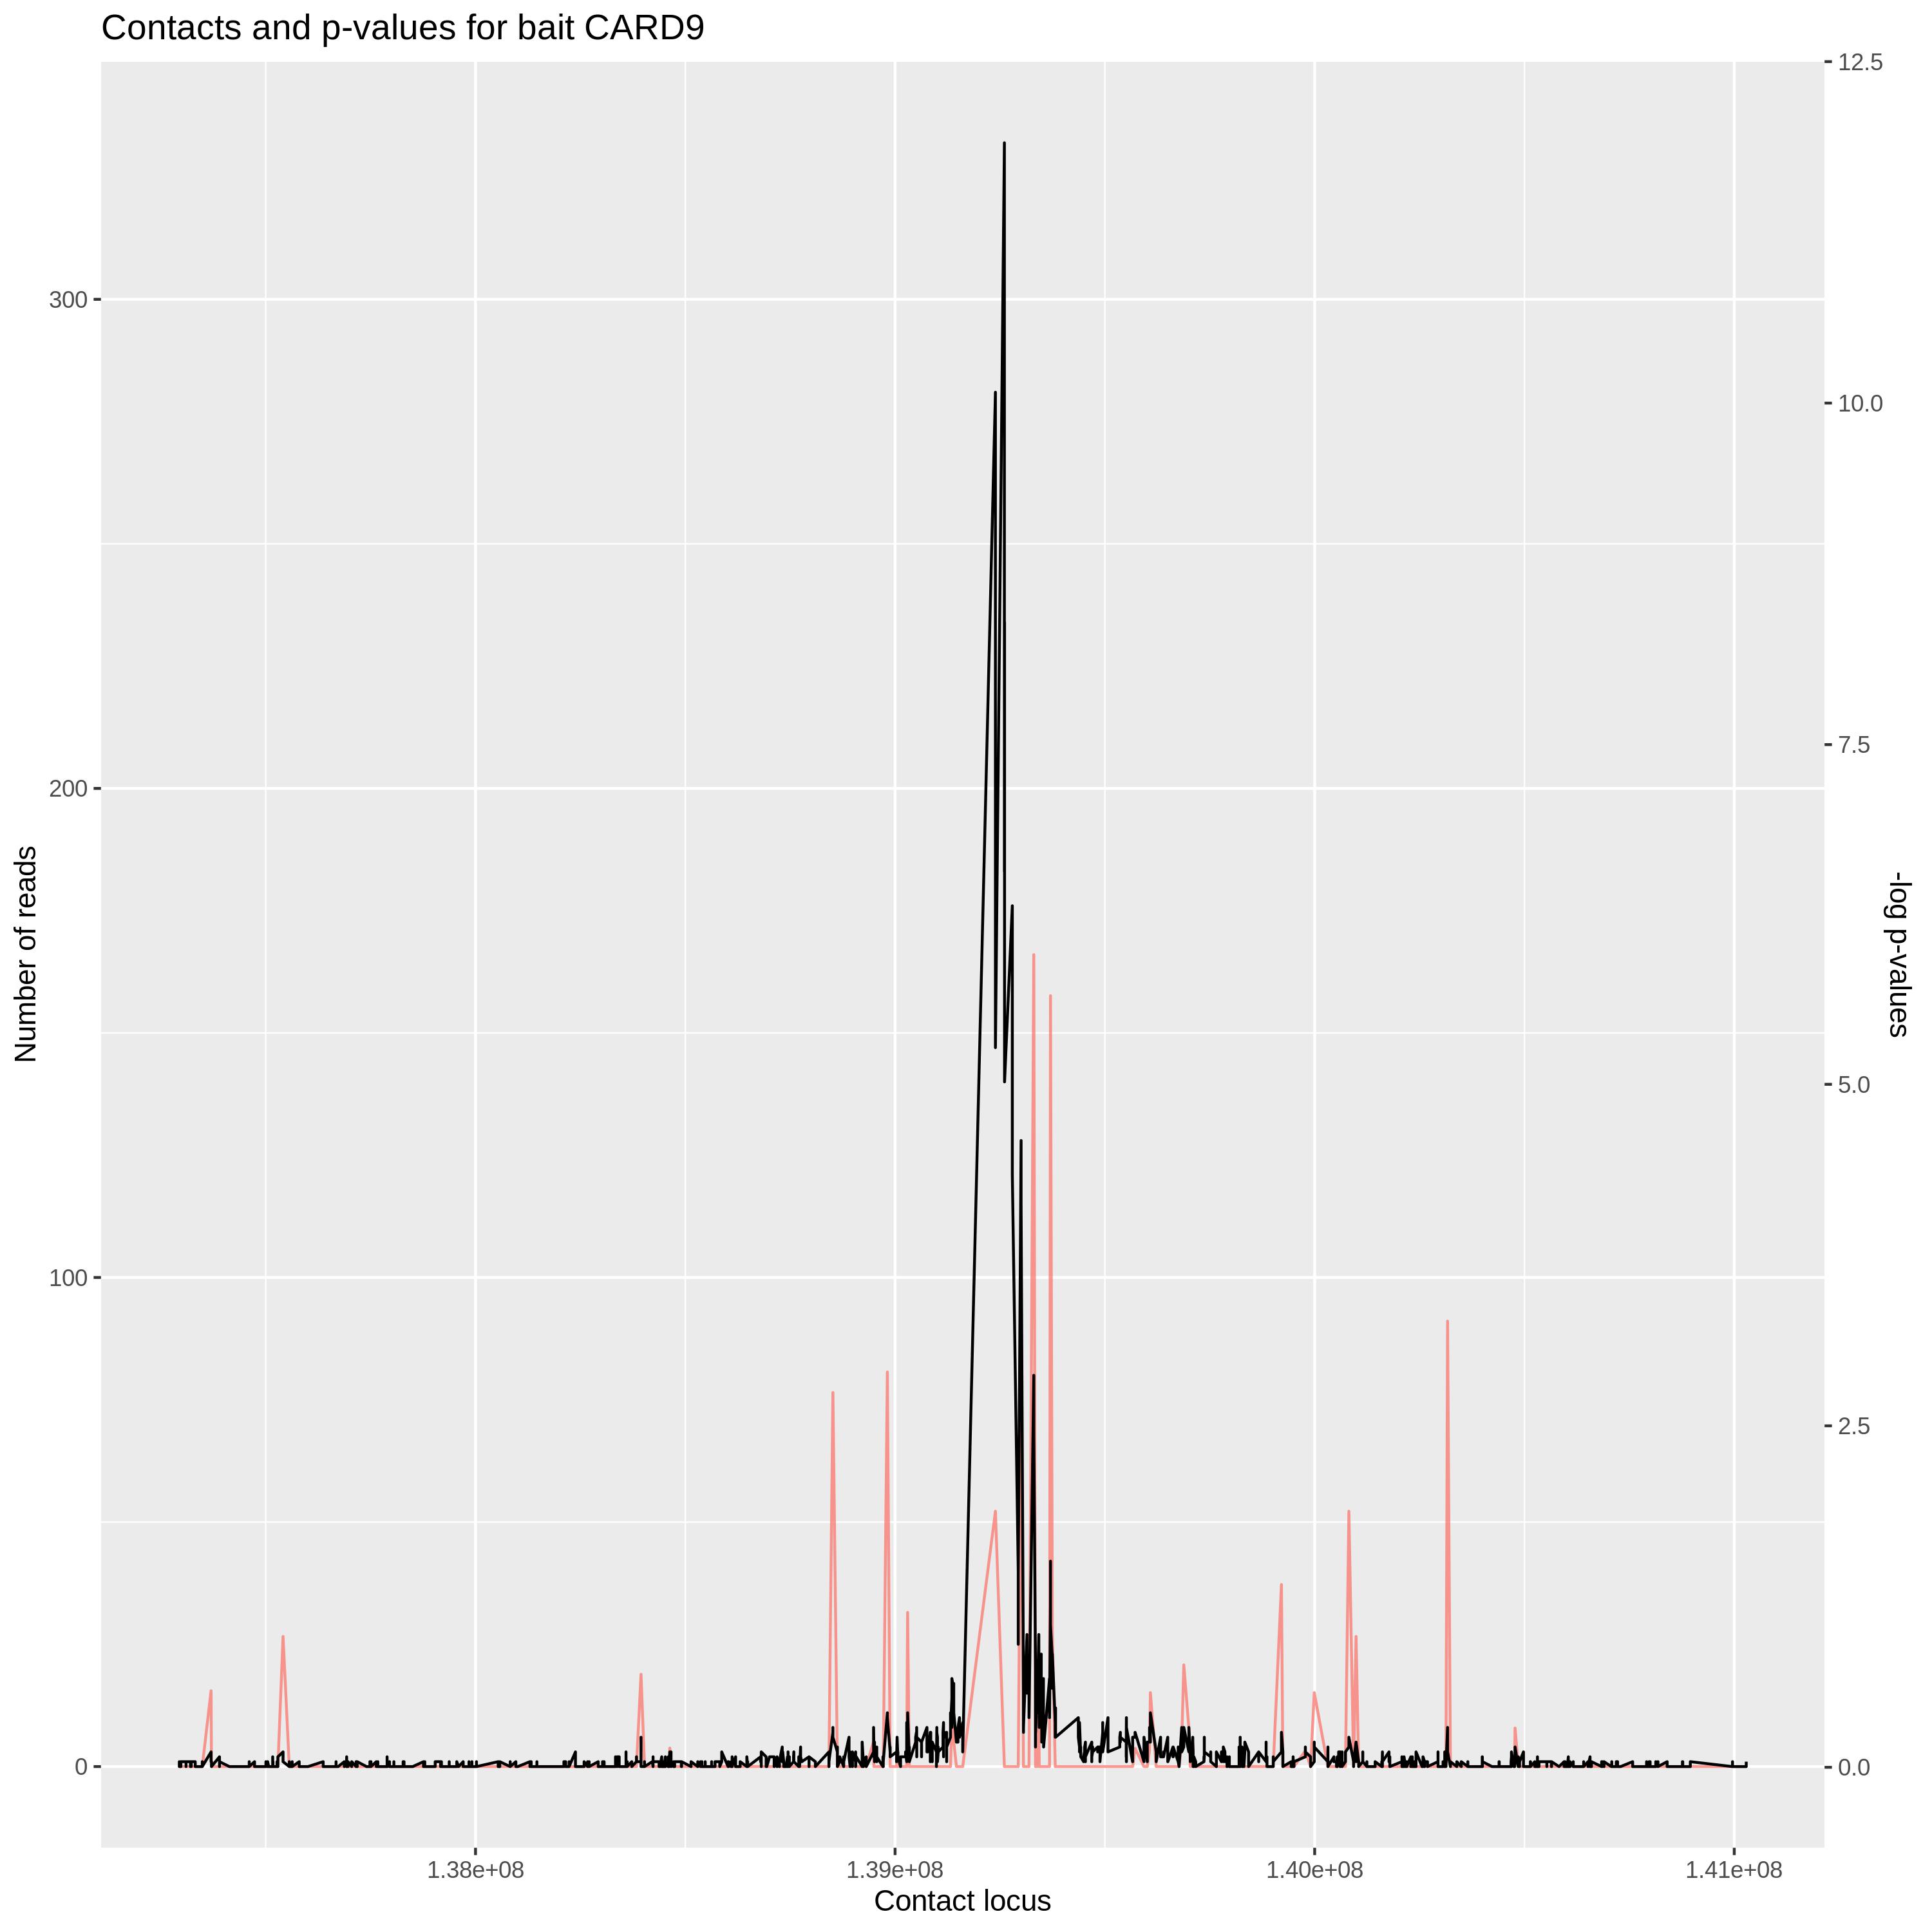 Contacts and p-values for bait CARD9
12.5
300
10.0
200
7.5
Number of reads
-log p-values
5.0
100
2.5
0
0.0
1.38e+08
1.39e+08
1.40e+08
1.41e+08
Contact locus